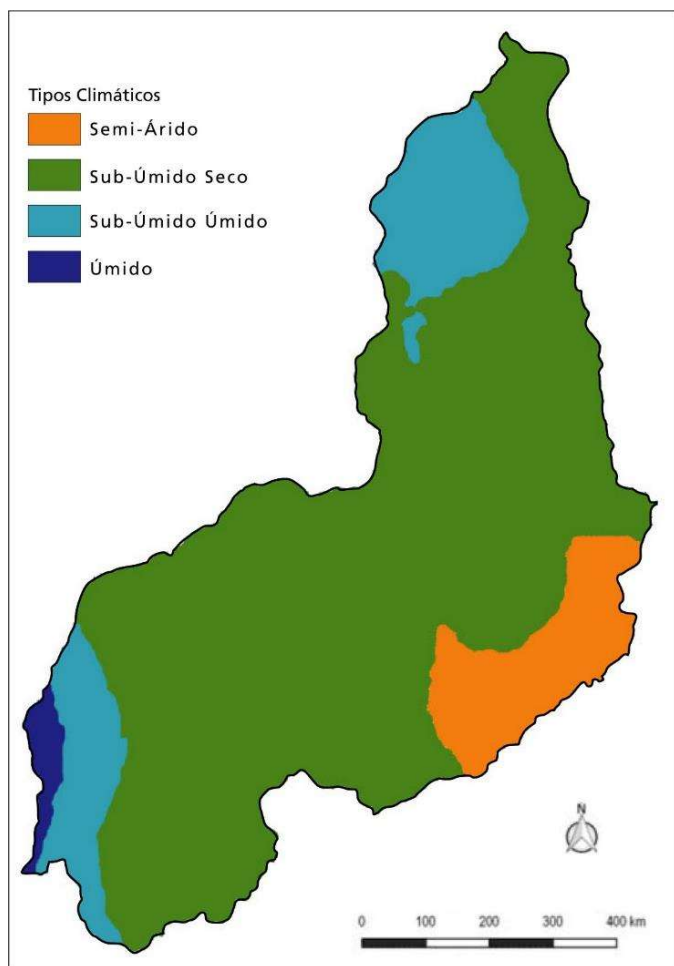 Tipos Climáticos
Semi-Árido
Sub-Úmido Seco
Sub-Úmido Úmido
Úmido
N
0 100 200 300 400 km